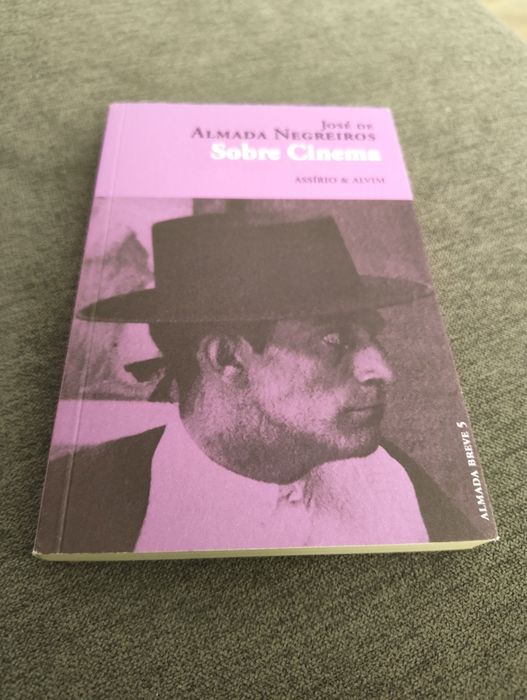 José de
Almada Negreiros
Sobre Cinema
ASSÍRIO & ALVIM
ALMADA BREVE 5